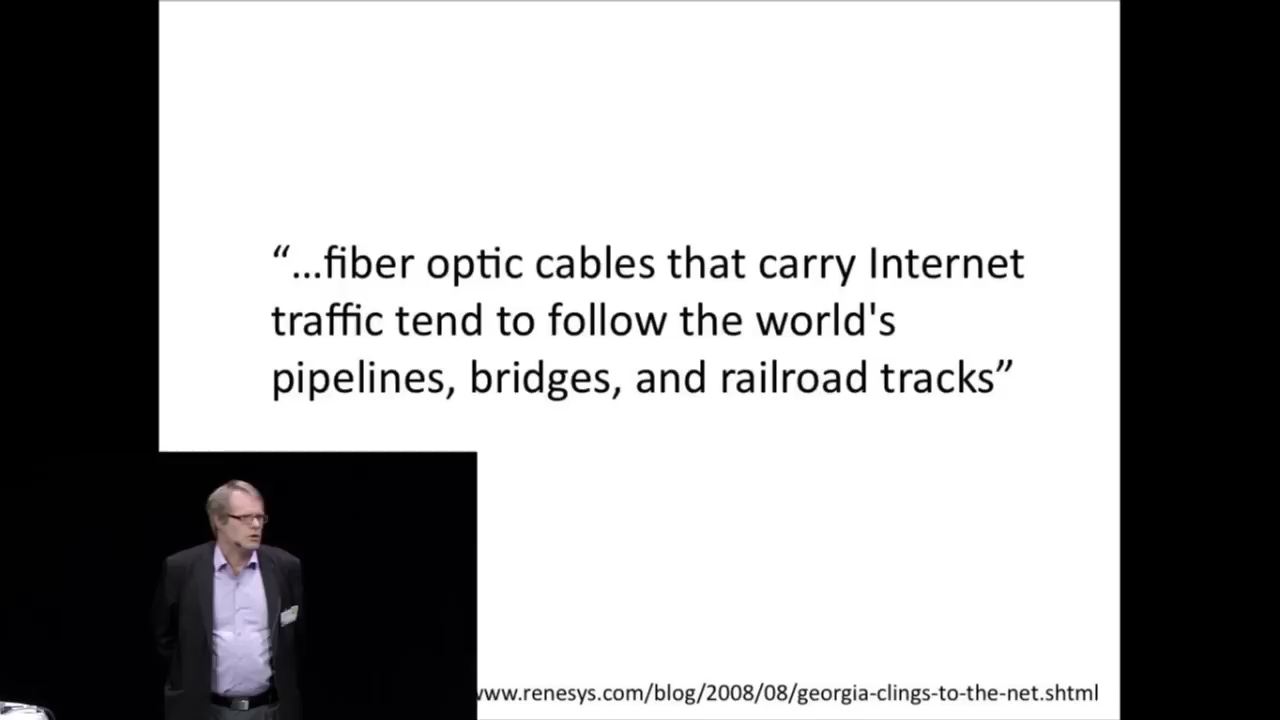 “...fiber optic cables that carry Internet
traffic tend to follow the world's
pipelines, bridges, and railroad tracks”
www.renesys.com/blog/2008/08/georgia-clings-to-the-net.shtml